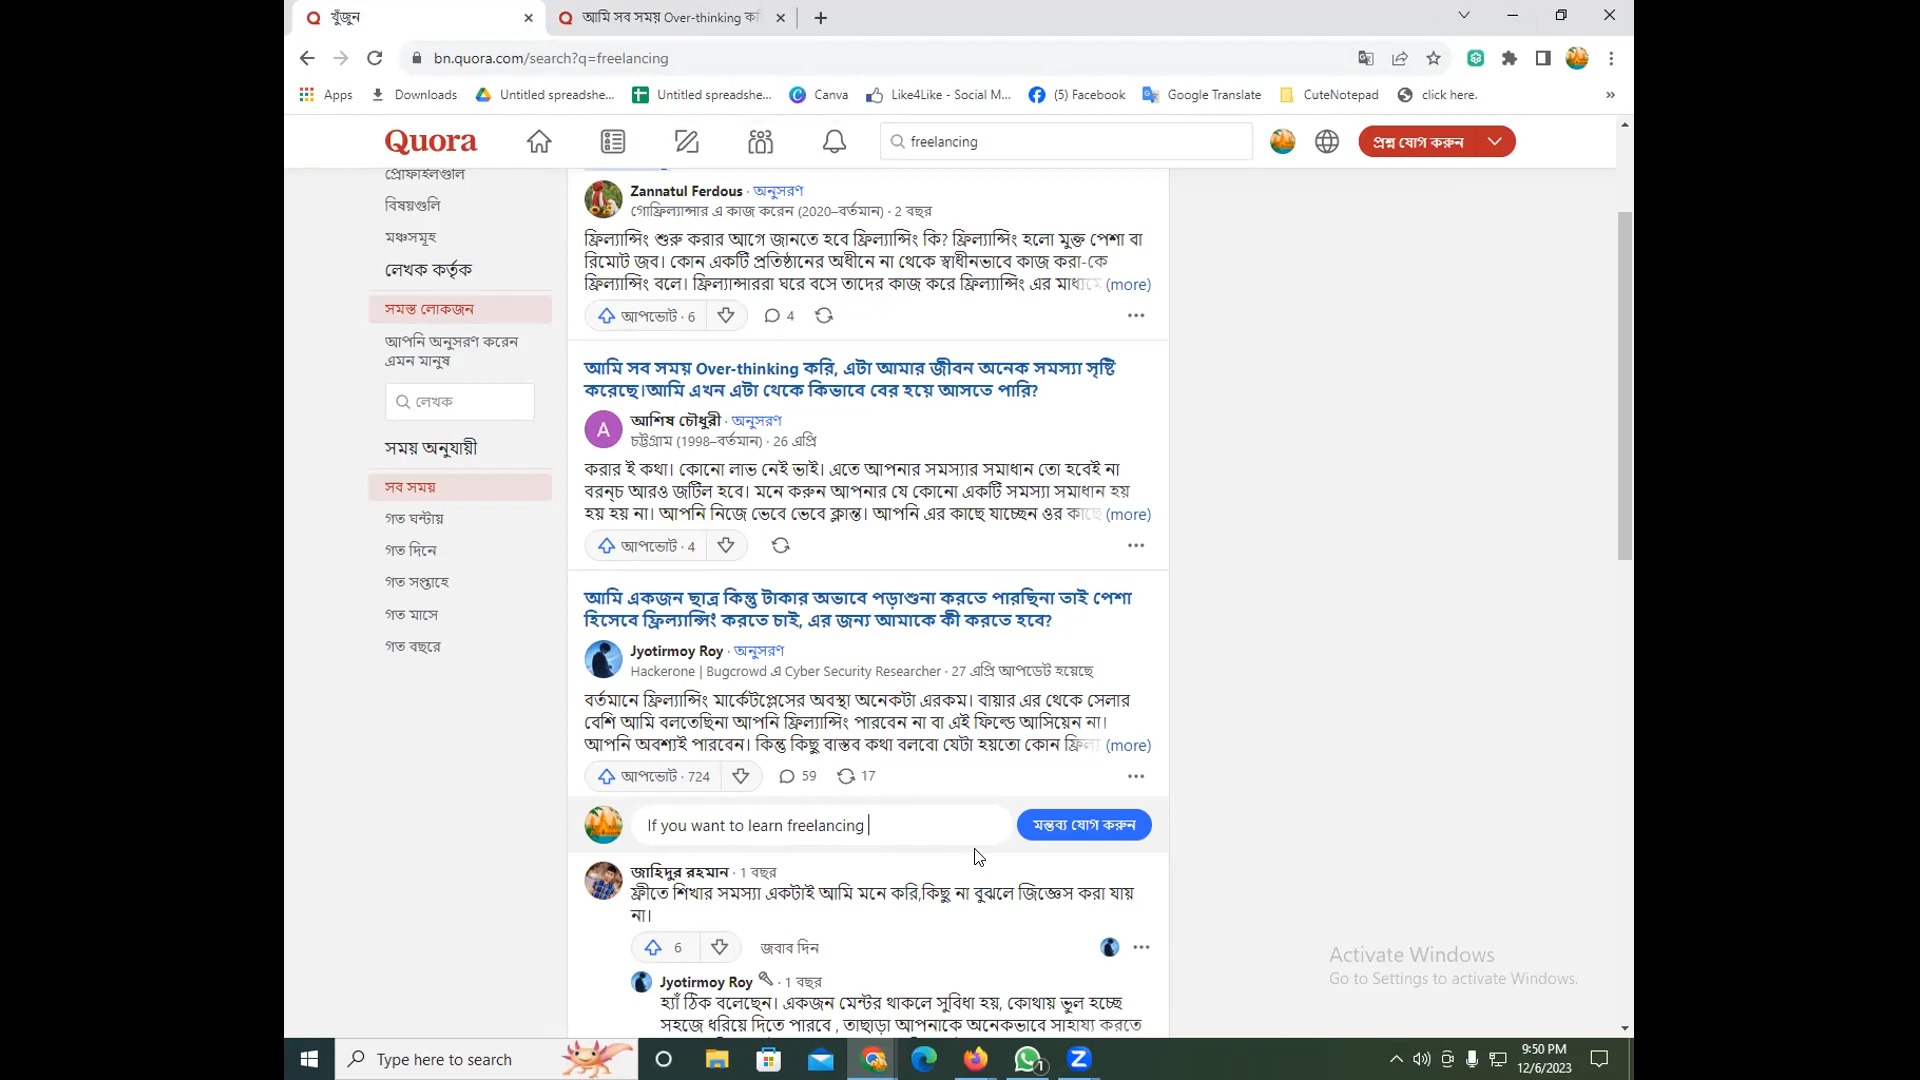 খুঁজুন
আমি সব সময় Over-thinking করি
bn.quora.com/search?q=freelancing
Apps
Downloads
Untitled spreadshe...
Untitled spreadshe...
Canva
Like4Like - Social M...
(5) Facebook
Google Translate
CuteNotepad
click here.
»
Quora
freelancing
প্রশ্ন যোগ করুন
প্রোফাইলগুলি
বিষয়গুলি
মঞ্চসমূহ
লেখক কর্তৃক
সমস্ত লোকজন
আপনি অনুসরণ করেন
এমন মানুষ
লেখক
সময় অনুযায়ী
সব সময়
গত ঘন্টায়
গত দিনে
গত সপ্তাহে
গত মাসে
গত বছরে
Zannatul Ferdous · অনুসরণ
গোফ্রিল্যান্সার এ কাজ করেন (2020–বর্তমান) · 2 বছর
ফ্রিল্যান্সিং শুরু করার আগে জানতে হবে ফ্রিল্যান্সিং কি? ফ্রিল্যান্সিং হলো মুক্ত পেশা বা
রিমোট জব। কোন একটি প্রতিষ্ঠানের অধীনে না থেকে স্বাধীনভাবে কাজ করা-কে
ফ্রিল্যান্সিং বলে। ফ্রিল্যান্সাররা ঘরে বসে তাদের কাজ করে ফ্রিল্যান্সিং এর মাধ্যমে (more)
আপভোট · 6
4
আমি সব সময় Over-thinking করি, এটা আমার জীবন অনেক সমস্যা সৃষ্টি
করেছে।আমি এখন এটা থেকে কিভাবে বের হয়ে আসতে পারি?
A
আশিষ চৌধুরী · অনুসরণ
চট্টগ্রাম (1998–বর্তমান) · 26 এপ্রি
করার ই কথা। কোনো লাভ নেই ভাই। এতে আপনার সমস্যার সমাধান তো হবেই না
বরন্চ আরও জটিল হবে। মনে করুন আপনার যে কোনো একটি সমস্যা সমাধান হয়
হয় হয় না। আপনি নিজে ভেবে ভেবে ক্লান্ত। আপনি এর কাছে যাচ্ছেন ওর কাছে (more)
আপভোট · 4
আমি একজন ছাত্র কিন্তু টাকার অভাবে পড়াশুনা করতে পারছিনা তাই পেশা
হিসেবে ফ্রিল্যান্সিং করতে চাই, এর জন্য আমাকে কী করতে হবে?
Jyotirmoy Roy · অনুসরণ
Hackerone | Bugcrowd এ Cyber Security Researcher · 27 এপ্রি আপডেট হয়েছে
বর্তমানে ফ্রিল্যান্সিং মার্কেটপ্লেসের অবস্থা অনেকটা এরকম। বায়ার এর থেকে সেলার
বেশি আমি বলতেছিনা আপনি ফ্রিল্যান্সিং পারবেন না বা এই ফিল্ডে আসিয়েন না।
আপনি অবশ্যই পারবেন। কিন্তু কিছু বাস্তব কথা বলবো যেটা হয়তো কোন ফ্রিল্যা (more)
আপভোট · 724
59
17
If you want to learn freelancing
মন্তব্য যোগ করুন
জাহিদুর রহমান · 1 বছর
ফ্রীতে শিখার সমস্যা একটাই আমি মনে করি,কিছু না বুঝলে জিজ্ঞেস করা যায়
না।
6
জবাব দিন
Jyotirmoy Roy · 1 বছর
হ্যাঁ ঠিক বলেছেন। একজন মেন্টর থাকলে সুবিধা হয়, কোথায় ভুল হচ্ছে
সহজে ধরিয়ে দিতে পারবে , তাছাড়া আপনাকে অনেকভাবে সাহায্য করতে
Activate Windows
Go to Settings to activate Windows.
Type here to search
1
9:50 PM
12/6/2023